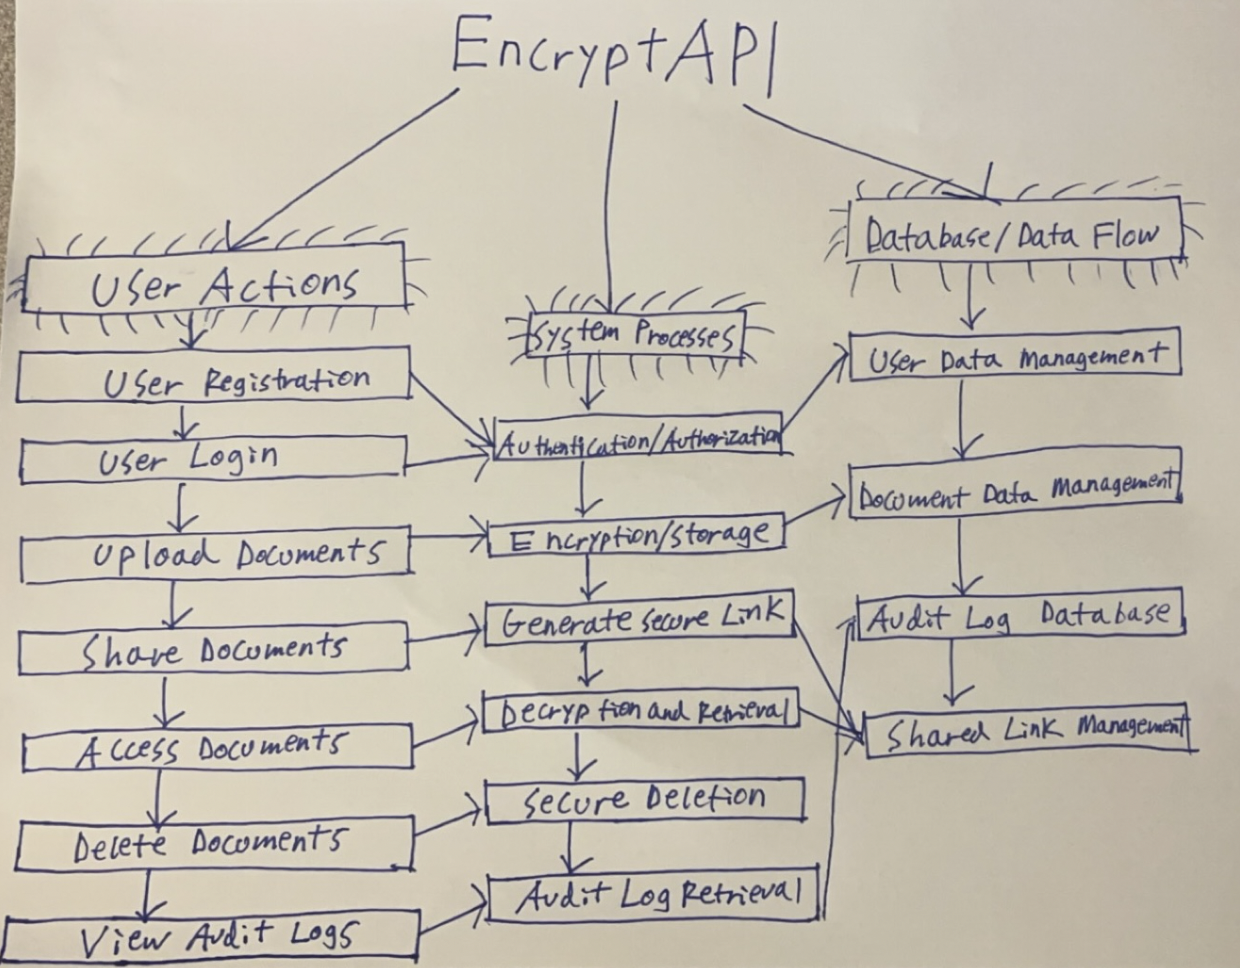 EncryptAPI
User Actions
User Registration
User Login
Upload Documents
Share Documents
Access Documents
Delete Documents
View Audit Logs
System Processes
Authentication/Authorization
Encryption/Storage
Generate Secure Link
Decryption and Retrieval
Secure Deletion
Audit Log Retrieval
Database/Data Flow
User Data Management
Document Data Management
Audit Log Database
Shared Link Management